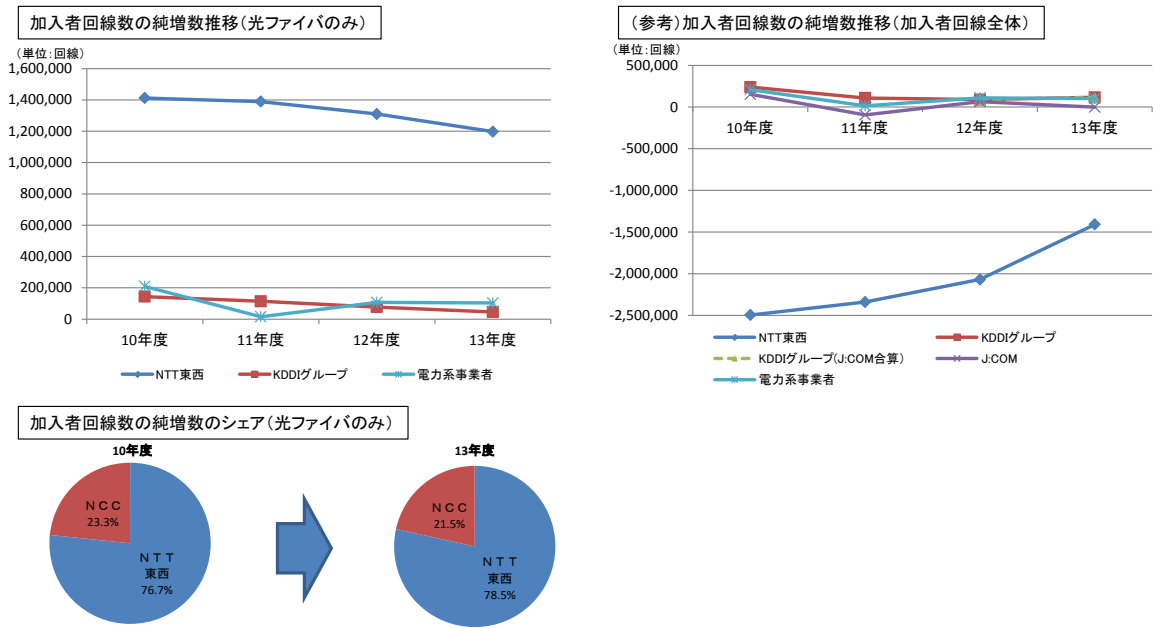 加入者回線数の純増数推移(光ファイバのみ)
(単位:回線)
1,600,000
1,400,000
1,200,000
1,000,000
800,000
600,000
400,000
200,000
0
10年度
11年度
12年度
13年度
NTT東西
KDDIグループ
電力系事業者
(参考)加入者回線数の純増数推移(加入者回線全体)
(単位:回線)
500,000
0
-500,000
-1,000,000
-1,500,000
-2,000,000
-2,500,000
10年度
11年度
12年度
13年度
NTT東西
KDDIグループ
KDDIグループ(J:COM合算)
J:COM
電力系事業者
加入者回線数の純増数のシェア(光ファイバのみ)
10年度
NCC
23.3%
NTT
東西
76.7%
13年度
NCC
21.5%
NTT
東西
78.5%